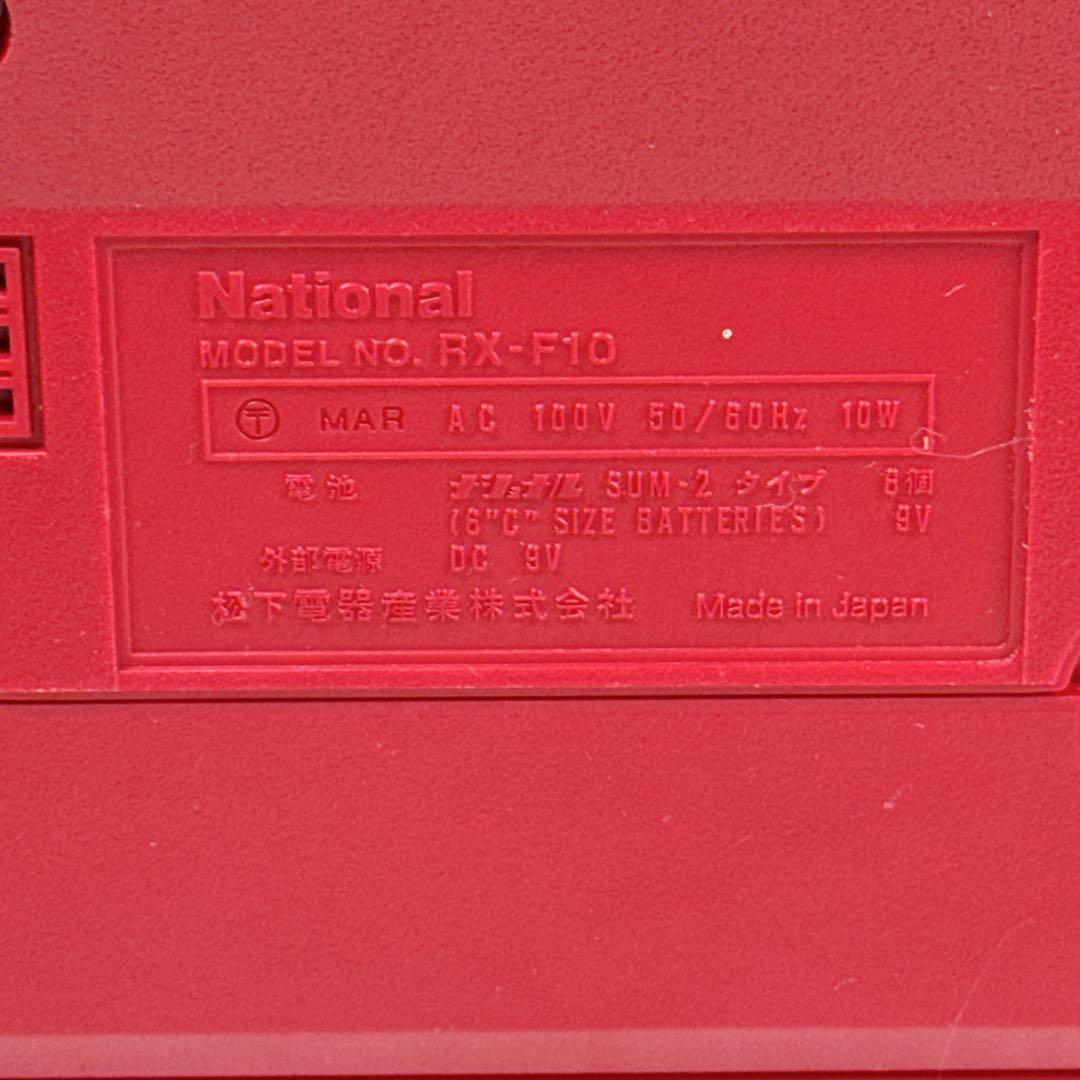 National
MODEL NO. RX-F10
〶 MAR AC 100V 50/60Hz 10W
電池 ナショナル SUM-2 タイプ 6個
(6"C" SIZE BATTERIES) 9V
外部電源 DC 9V
松下電器産業株式会社 Made in Japan